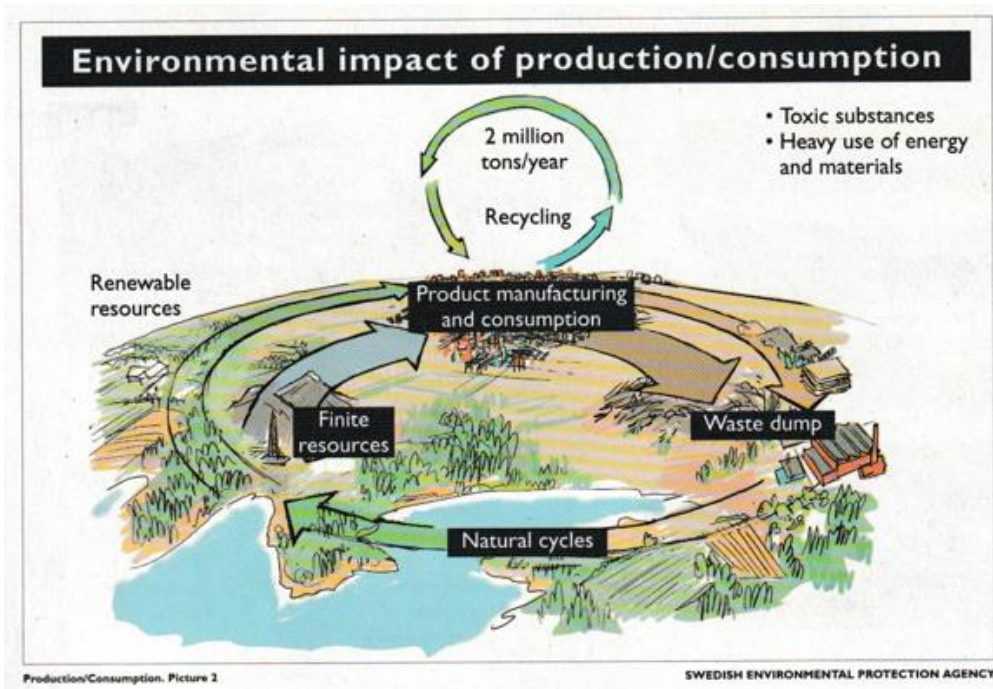 Environmental impact of production/consumption
2 million
tons/year
Recycling
• Toxic substances
• Heavy use of energy
and materials
Renewable
resources
Product manufacturing
and consumption
Finite
resources
Waste dump
Natural cycles
Production/Consumption. Picture 2
SWEDISH ENVIRONMENTAL PROTECTION AGENCY